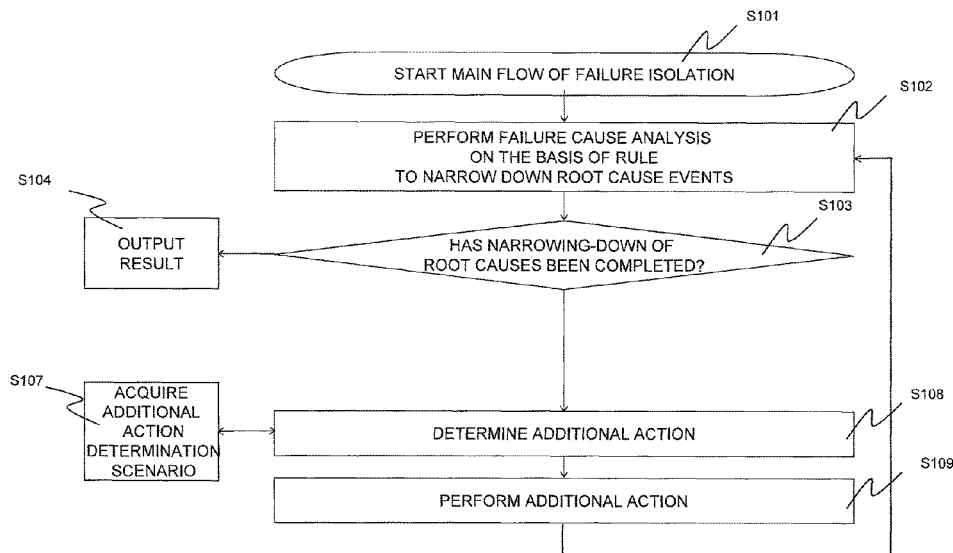 S101
START MAIN FLOW OF FAILURE ISOLATION
S102
PERFORM FAILURE CAUSE ANALYSIS
ON THE BASIS OF RULE
TO NARROW DOWN ROOT CAUSE EVENTS
S104
OUTPUT
RESULT
S103
HAS NARROWING-DOWN OF
ROOT CAUSES BEEN COMPLETED?
S107
ACQUIRE
ADDITIONAL
ACTION
DETERMINATION
SCENARIO
S108
DETERMINE ADDITIONAL ACTION
S109
PERFORM ADDITIONAL ACTION